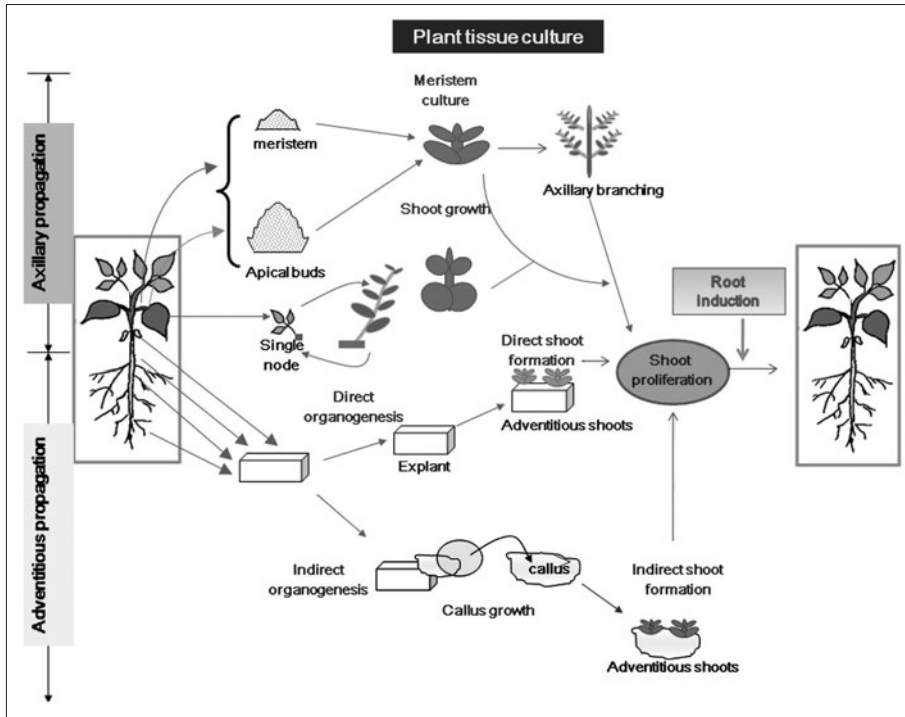 Plant tissue culture
Axillary propagation
Adventitious propagation
Meristem
culture
meristem
Axillary branching
Shoot growth
Apical buds
Root
induction
Single
node
Direct shoot
formation
Shoot
proliferation
Direct
organogenesis
Adventitious shoots
Explant
Indirect
organogenesis
callus
Callus growth
Indirect shoot
formation
Adventitious shoots